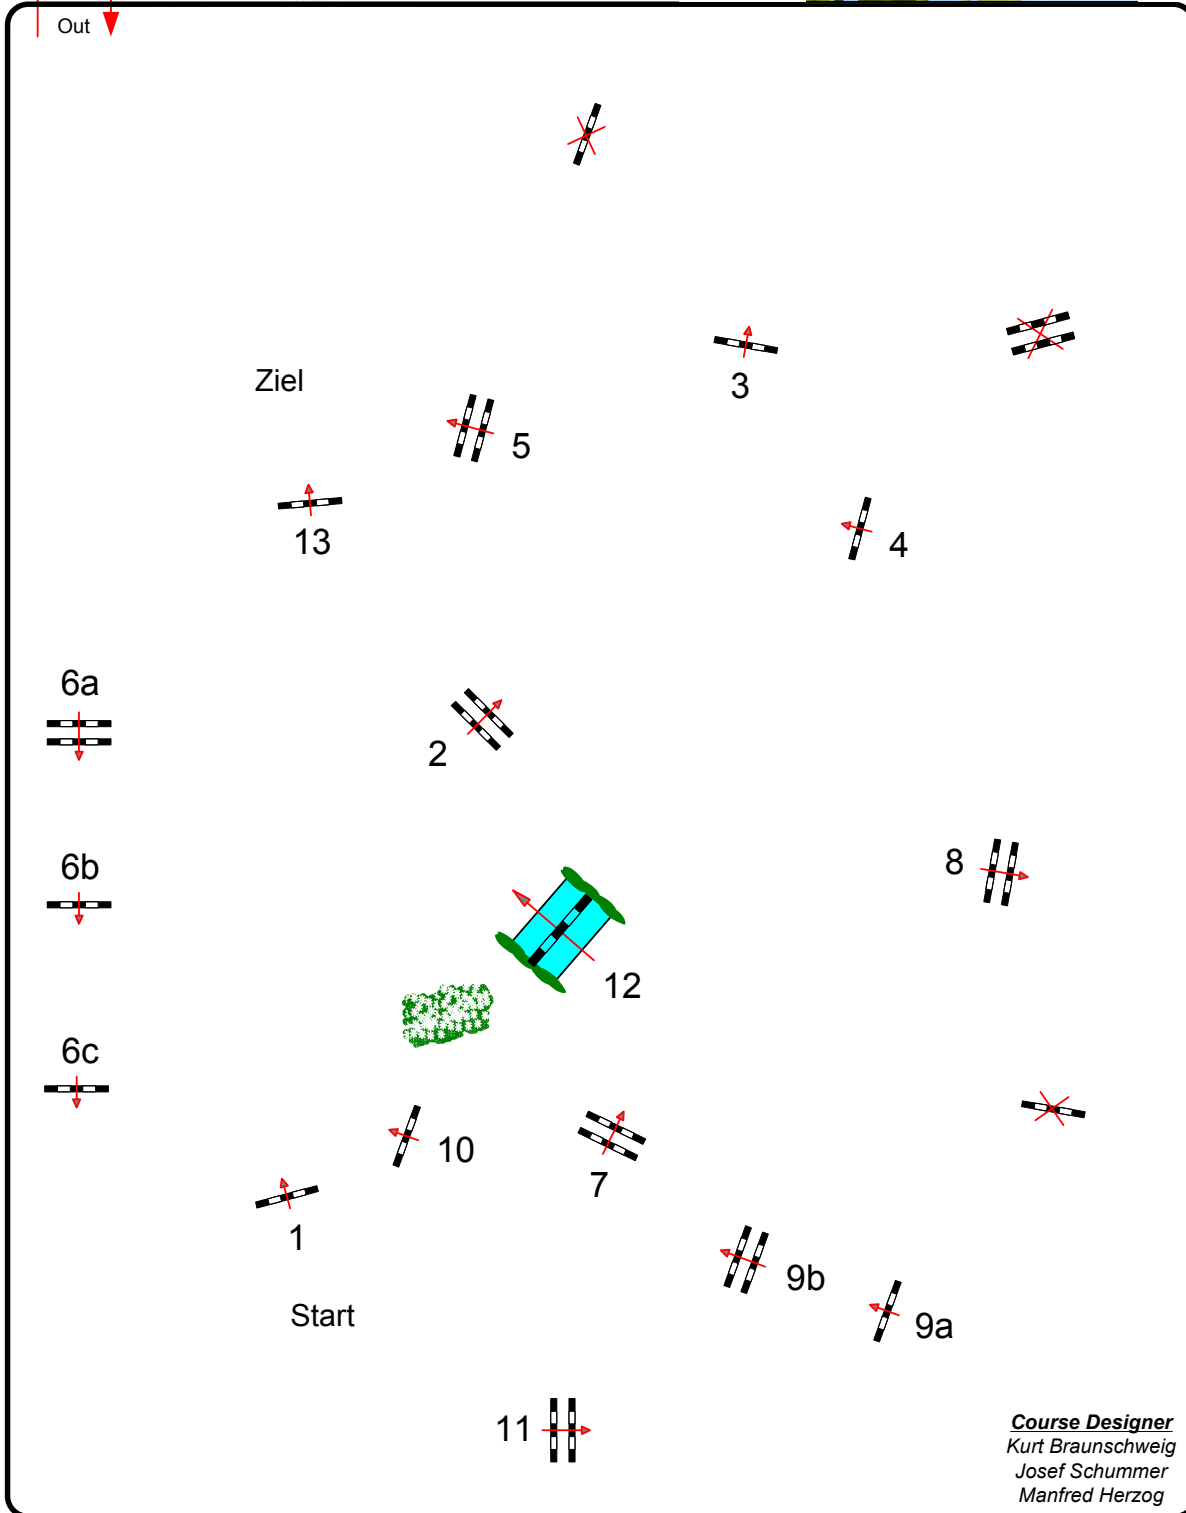 Out
3
Ziel
5
13
4
6a
2
6b
8
12
6c
10
7
1
9b
Start
9a
11
Course Designer
Kurt Braunschweig
Josef Schummer
Manfred Herzog